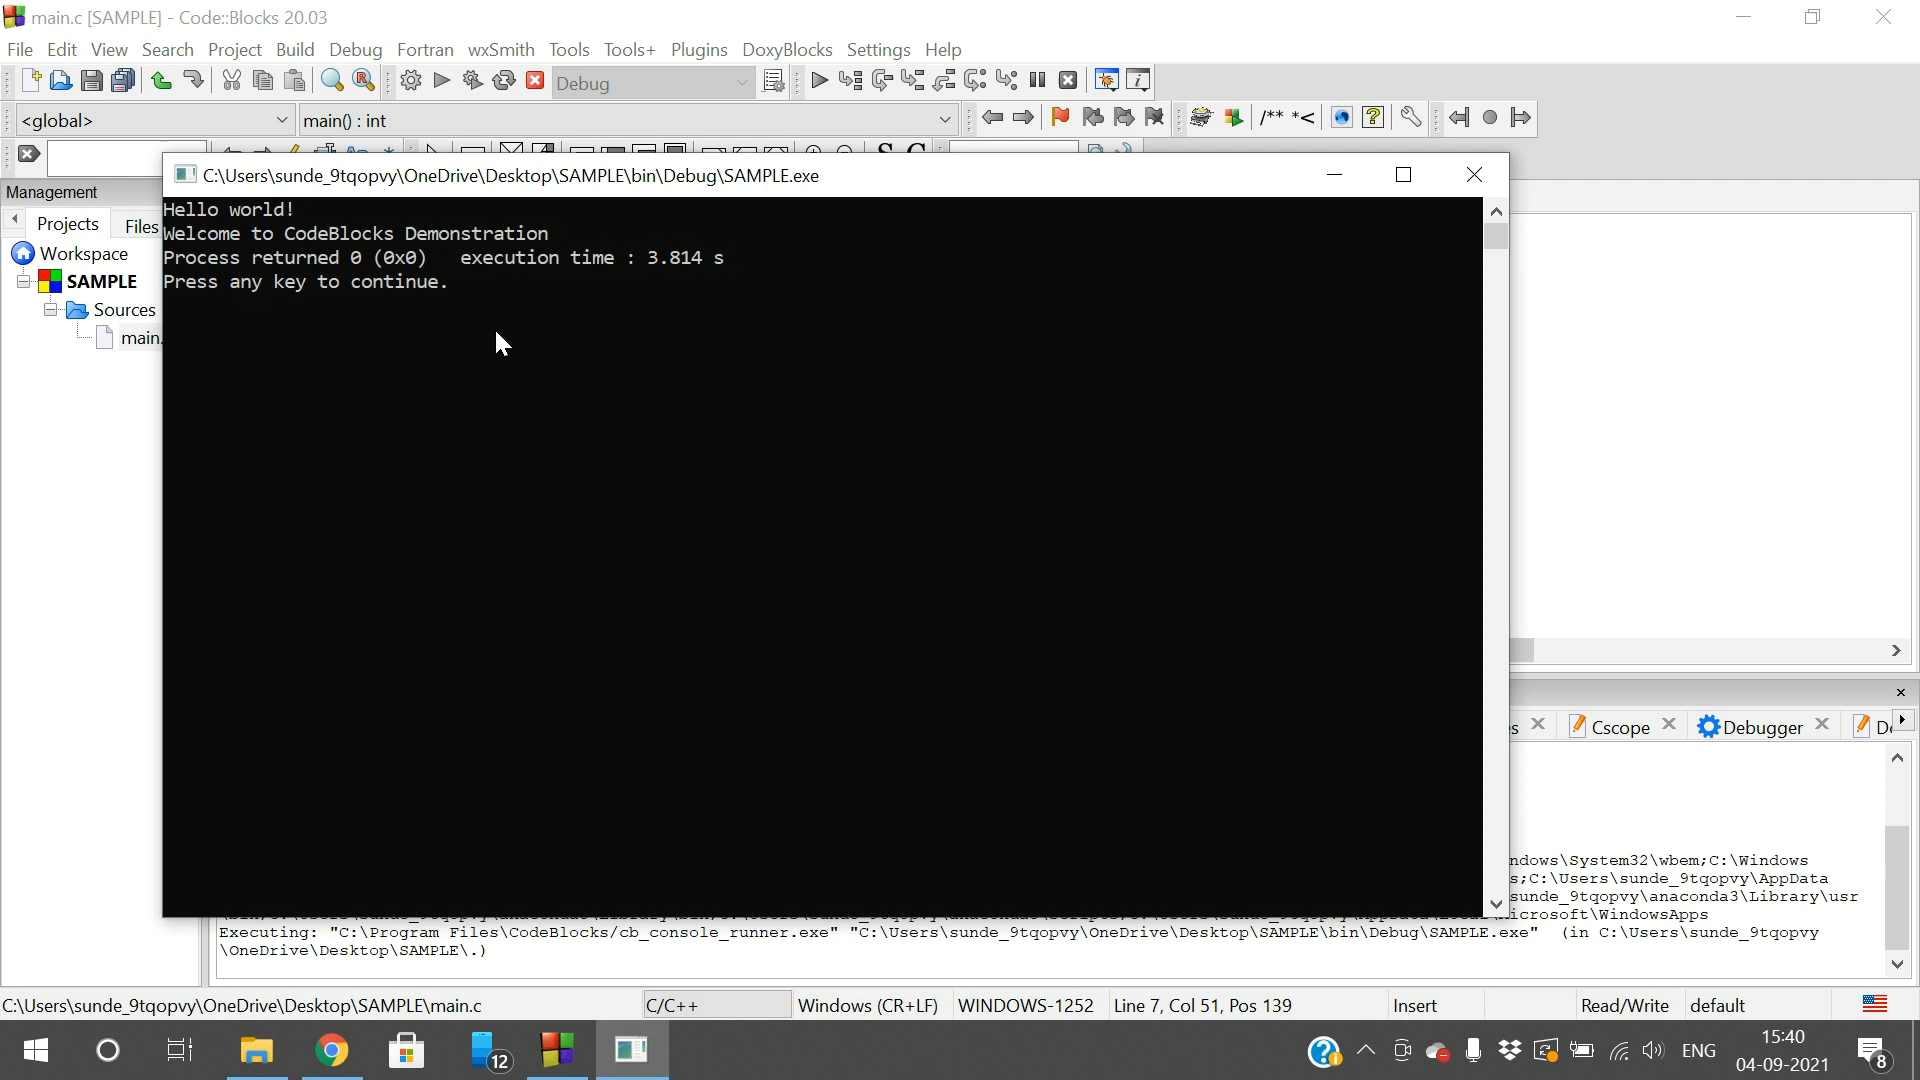 main.c [SAMPLE] - Code::Blocks 20.03
File Edit View Search Project Build Debug Fortran wxSmith Tools Tools+ Plugins DoxyBlocks Settings Help
Debug
<global> main() : int /** *<
C:\Users\sunde_9tqopvy\OneDrive\Desktop\SAMPLE\bin\Debug\SAMPLE.exe
Management
Projects Files
Workspace
SAMPLE
Sources
main.
Hello world!
Welcome to CodeBlocks Demonstration
Process returned 0 (0x0)   execution time : 3.814 s
Press any key to continue.
s Cscope Debugger
ndows\System32\wbem;C:\Windows
s;C:\Users\sunde_9tqopvy\AppData
sunde_9tqopvy\anaconda3\Library\usr
icrosoft\WindowsApps
Executing: "C:\Program Files\CodeBlocks/cb_console_runner.exe" "C:\Users\sunde_9tqopvy\OneDrive\Desktop\SAMPLE\bin\Debug\SAMPLE.exe"  (in C:\Users\sunde_9tqopvy
\OneDrive\Desktop\SAMPLE\.)
C:\Users\sunde_9tqopvy\OneDrive\Desktop\SAMPLE\main.c C/C++ Windows (CR+LF) WINDOWS-1252 Line 7, Col 51, Pos 139 Insert Read/Write default
12 ENG 15:40
04-09-2021 8